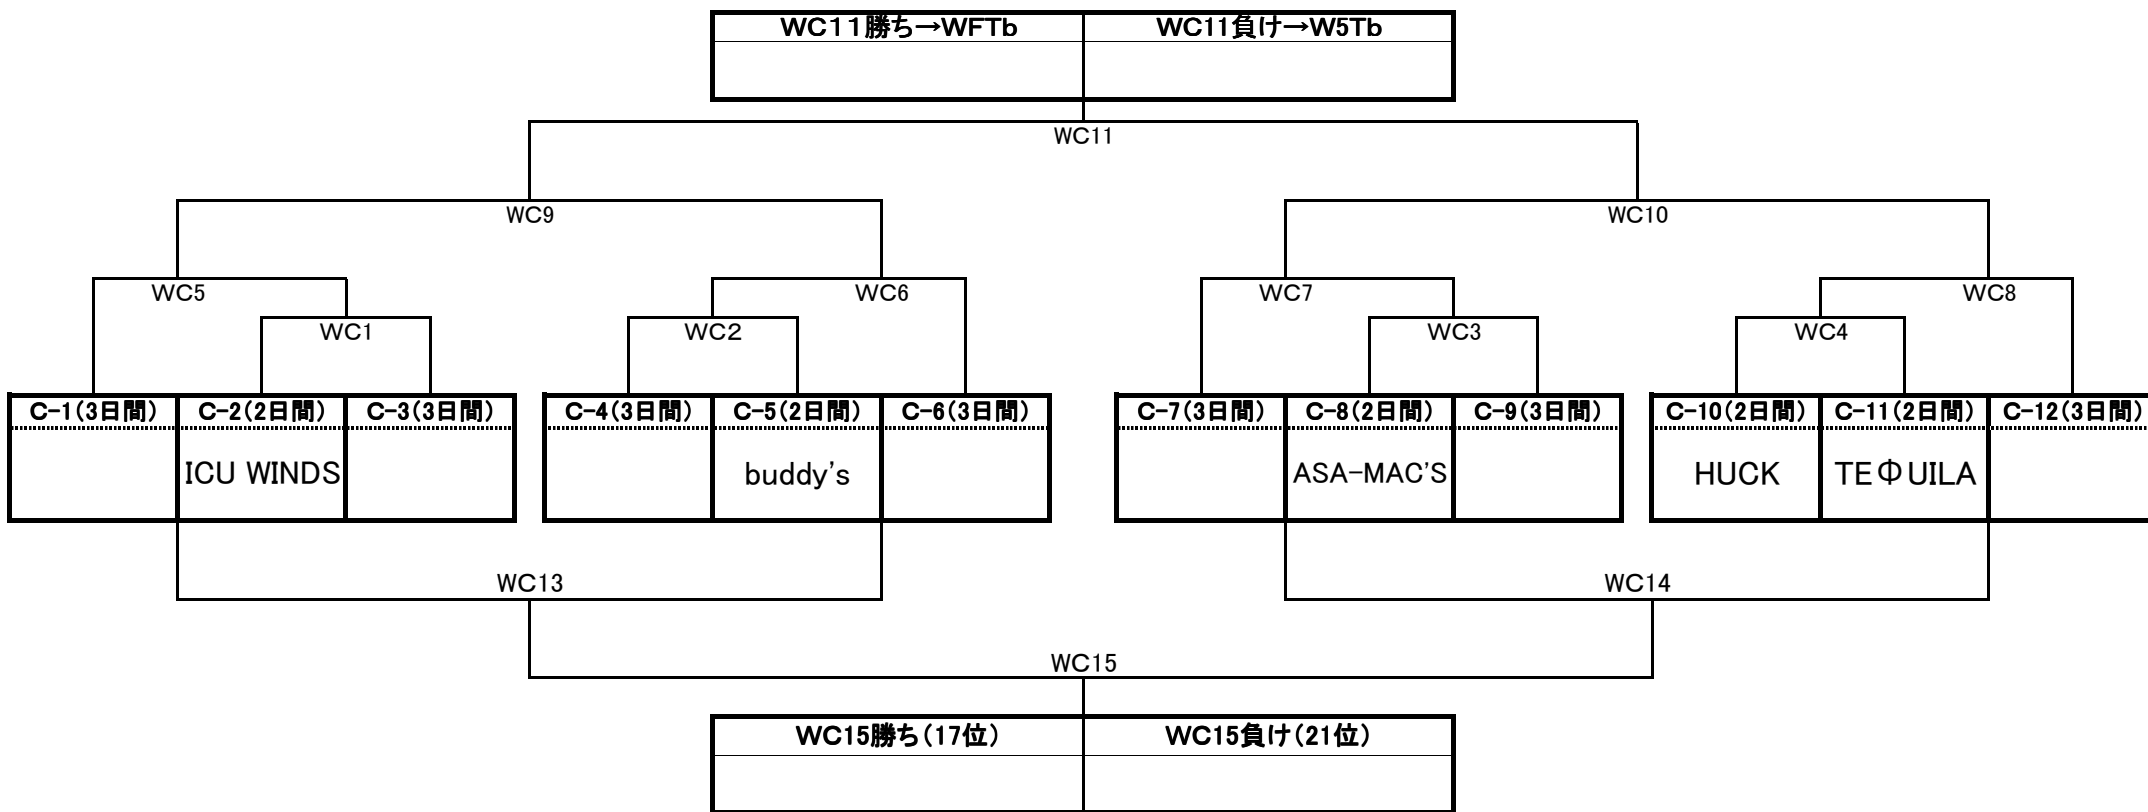 WC11勝ち→WFTb WC11負け→W5Tb
WC11
WC9 WC10
WC5 WC6 WC7 WC8
WC1 WC2 WC3 WC4
C-1(3日間) C-2(2日間) C-3(3日間) C-4(3日間) C-5(2日間) C-6(3日間) C-7(3日間) C-8(2日間) C-9(3日間) C-10(2日間) C-11(2日間) C-12(3日間)
ICU WINDS buddy's ASA-MAC'S HUCK TEΦUILA
WC13 WC14
WC15
WC15勝ち(17位) WC15負け(21位)